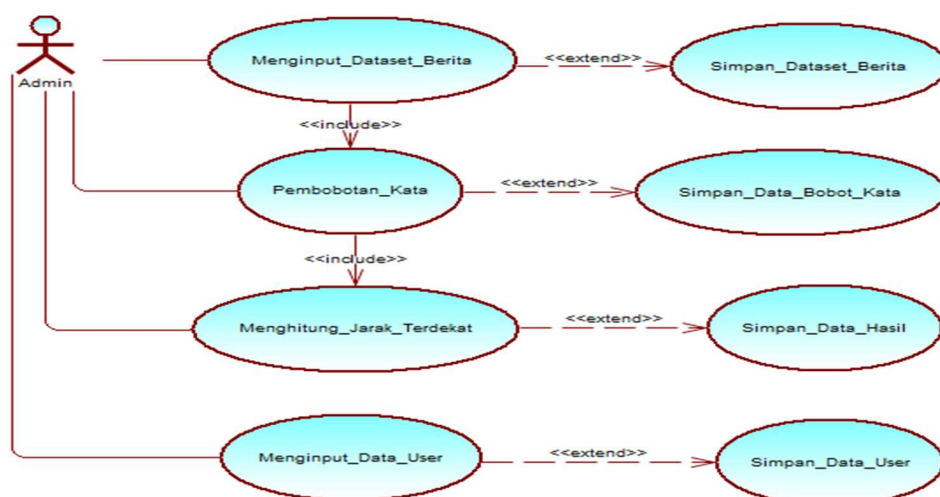 Admin
Menginput_Dataset_Berita
<<extend>>
Simpan_Dataset_Berita
<<include>>
Pembobotan_Kata
<<extend>>
Simpan_Data_Bobot_Kata
<<include>>
Menghitung_Jarak_Terdekat
<<extend>>
Simpan_Data_Hasil
Menginput_Data_User
<<extend>>
Simpan_Data_User